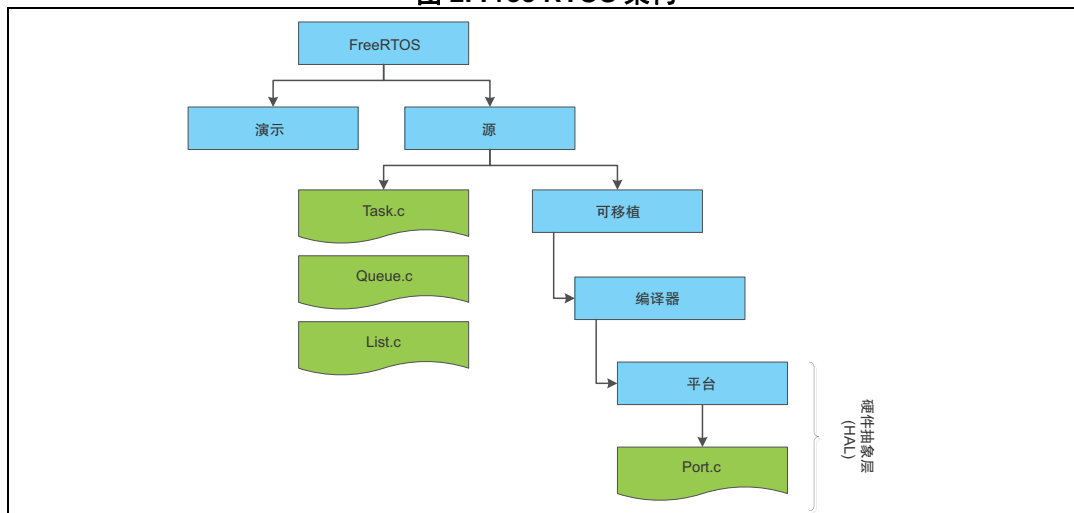 FreeRTOS
演示
源
Task.c
可移植
Queue.c
编译器
List.c
平台
硬件抽象层
(HAL)
Port.c